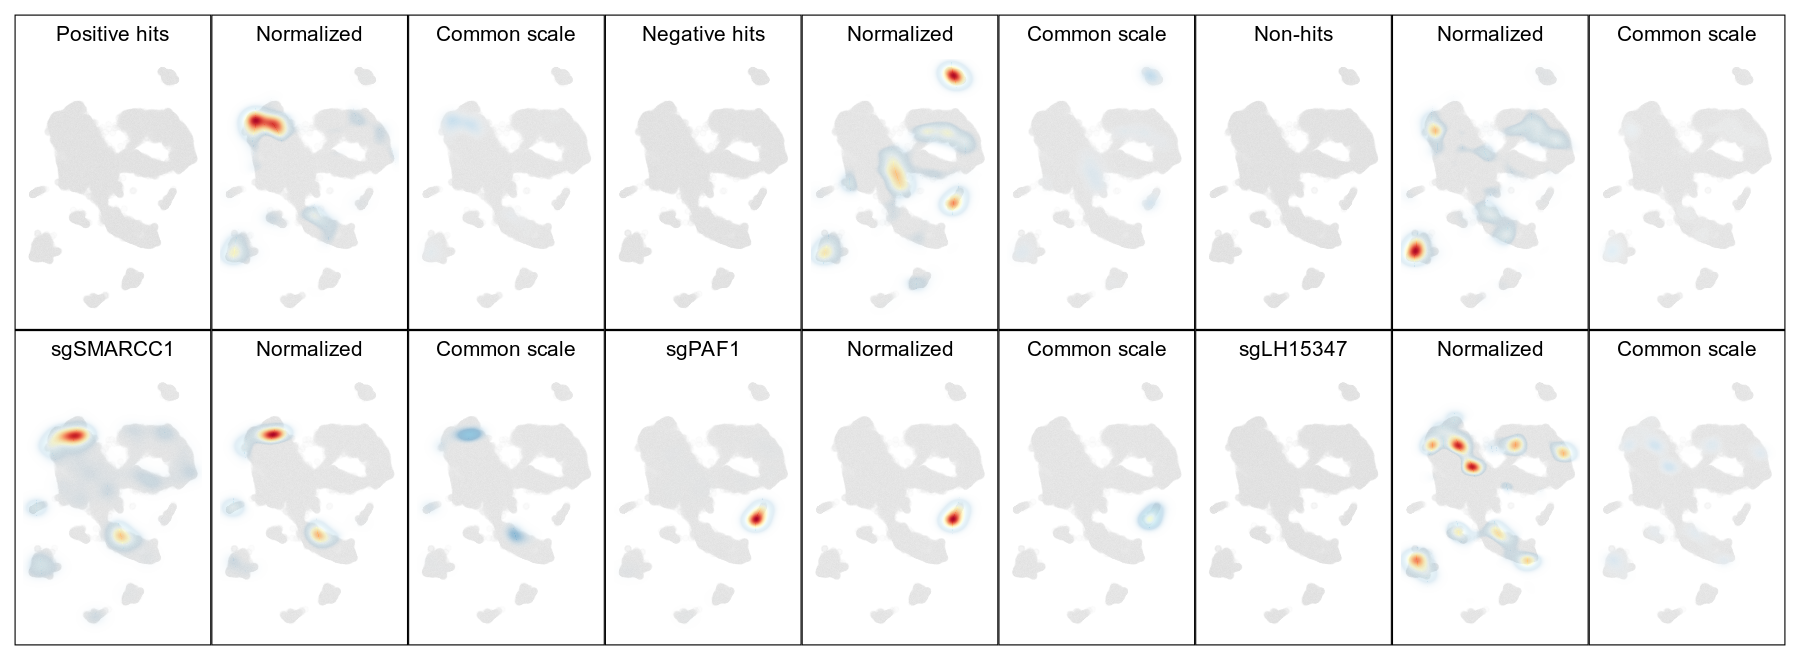 Positive hits
Normalized
Common scale
Negative hits
Normalized
Common scale
Non-hits
Normalized
Common scale
sgSMARCC1
Normalized
Common scale
sgPAF1
Normalized
Common scale
sgLH15347
Normalized
Common scale